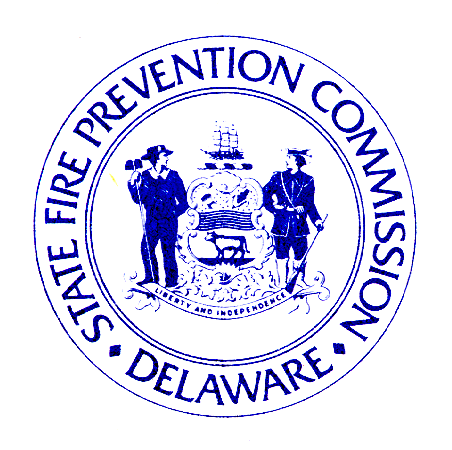 STATE FIRE PREVENTION COMMISSION
DELAWARE
LIBERTY AND INDEPENDENCE